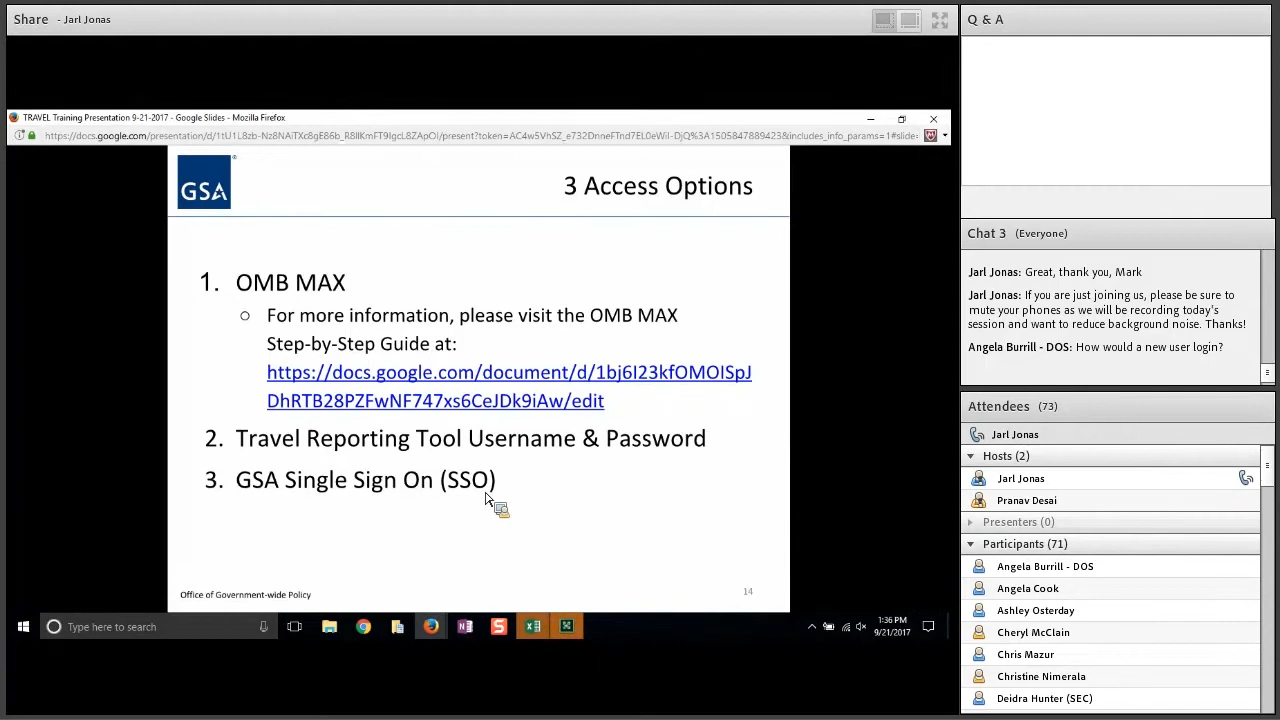 Share - Jarl Jonas
TRAVEL Training Presentation 9-21-2017 - Google Slides - Mozilla Firefox
GSA
3 Access Options
1. OMB MAX
○ For more information, please visit the OMB MAX
Step-by-Step Guide at:
https://docs.google.com/document/d/1bj6I23kfOMOISpJ
DhRTB28PZFwNF747xs6CeJDk9iAw/edit
2. Travel Reporting Tool Username & Password
3. GSA Single Sign On (SSO)
Office of Government-wide Policy
14
Type here to search
1:36 PM
9/21/2017
Q & A
Chat 3 (Everyone)
Jarl Jonas: Great, thank you, Mark
Jarl Jonas: If you are just joining us, please be sure to
mute your phones as we will be recording today's
session and want to reduce background noise. Thanks!
Angela Burrill - DOS: How would a new user login?
Attendees (73)
Jarl Jonas
Hosts (2)
Jarl Jonas
Pranav Desai
Presenters (0)
Participants (71)
Angela Burrill - DOS
Angela Cook
Ashley Osterday
Cheryl McClain
Chris Mazur
Christine Nimerala
Deidra Hunter (SEC)